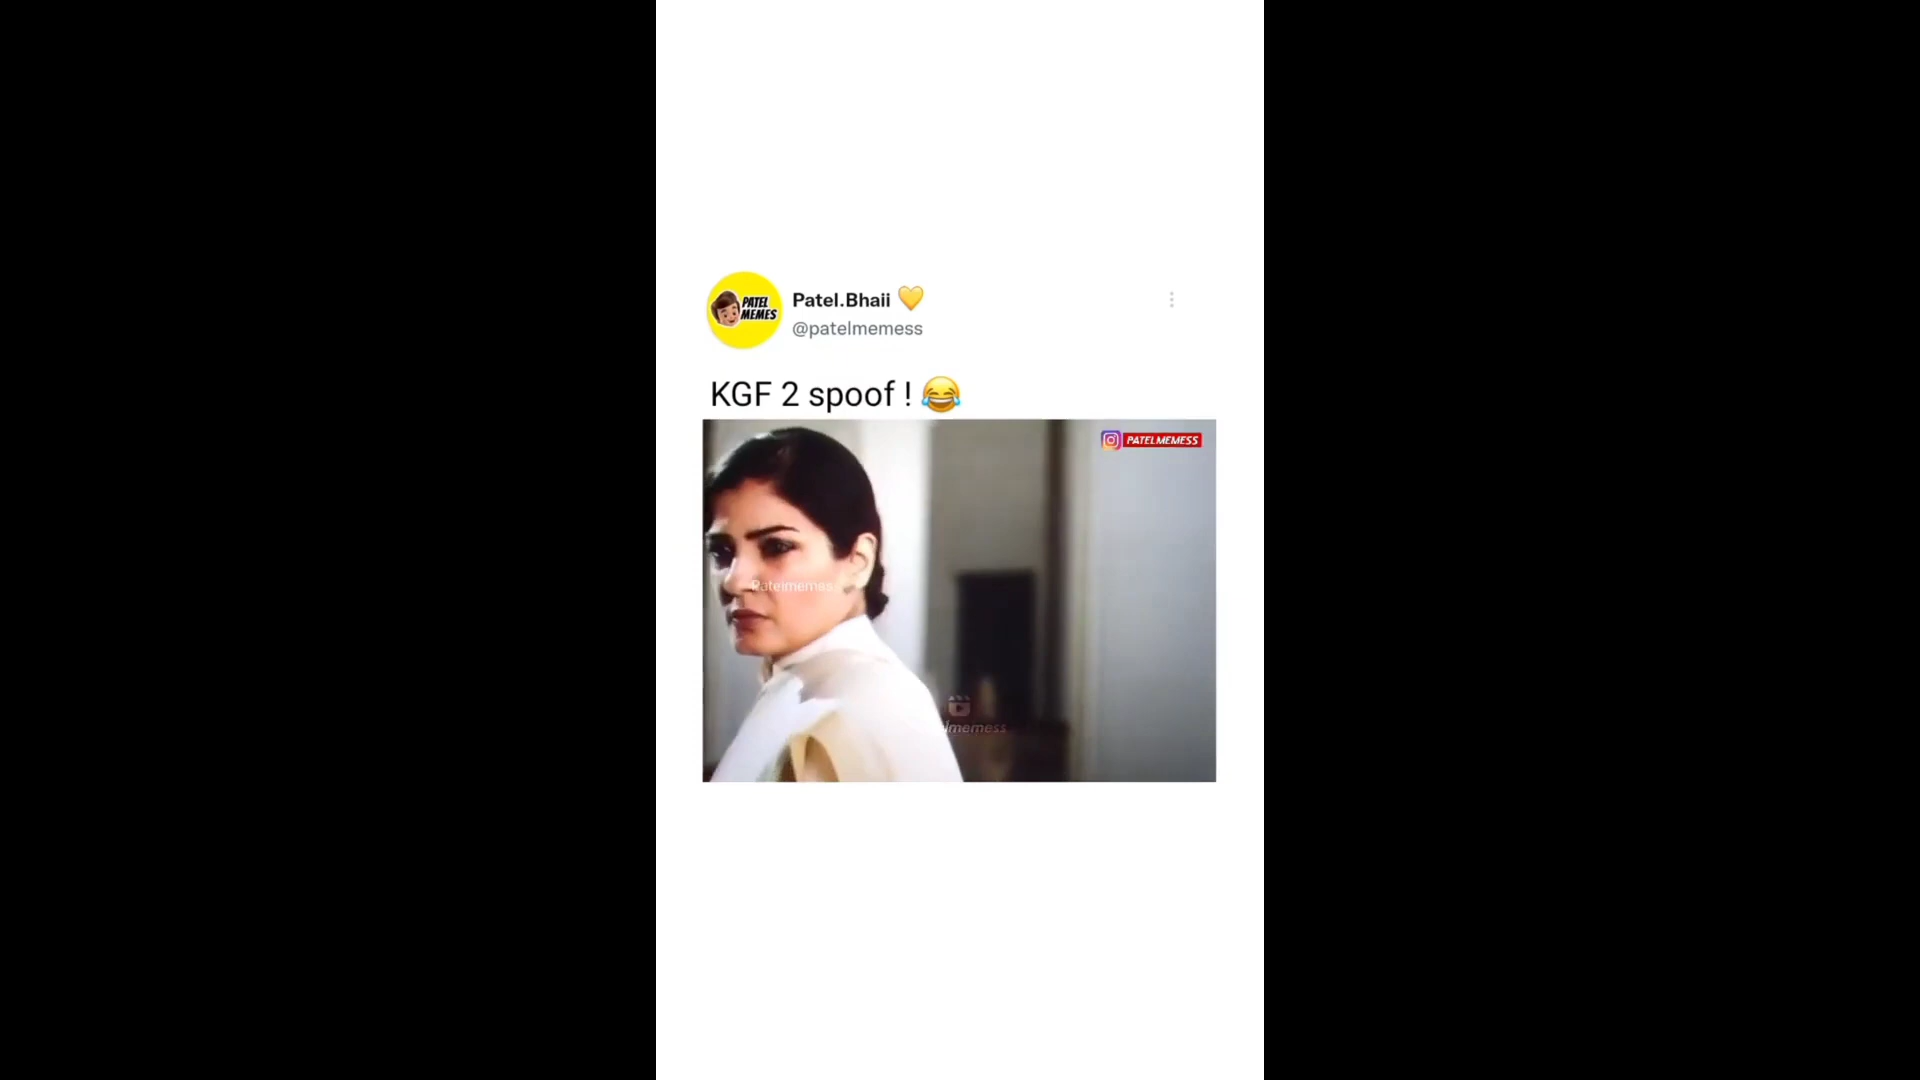 PATEL
MEMES
Patel.Bhaii 💛
@patelmemess
KGF 2 spoof ! 😂
PATELMEMESS
Patelmemes
lmemess